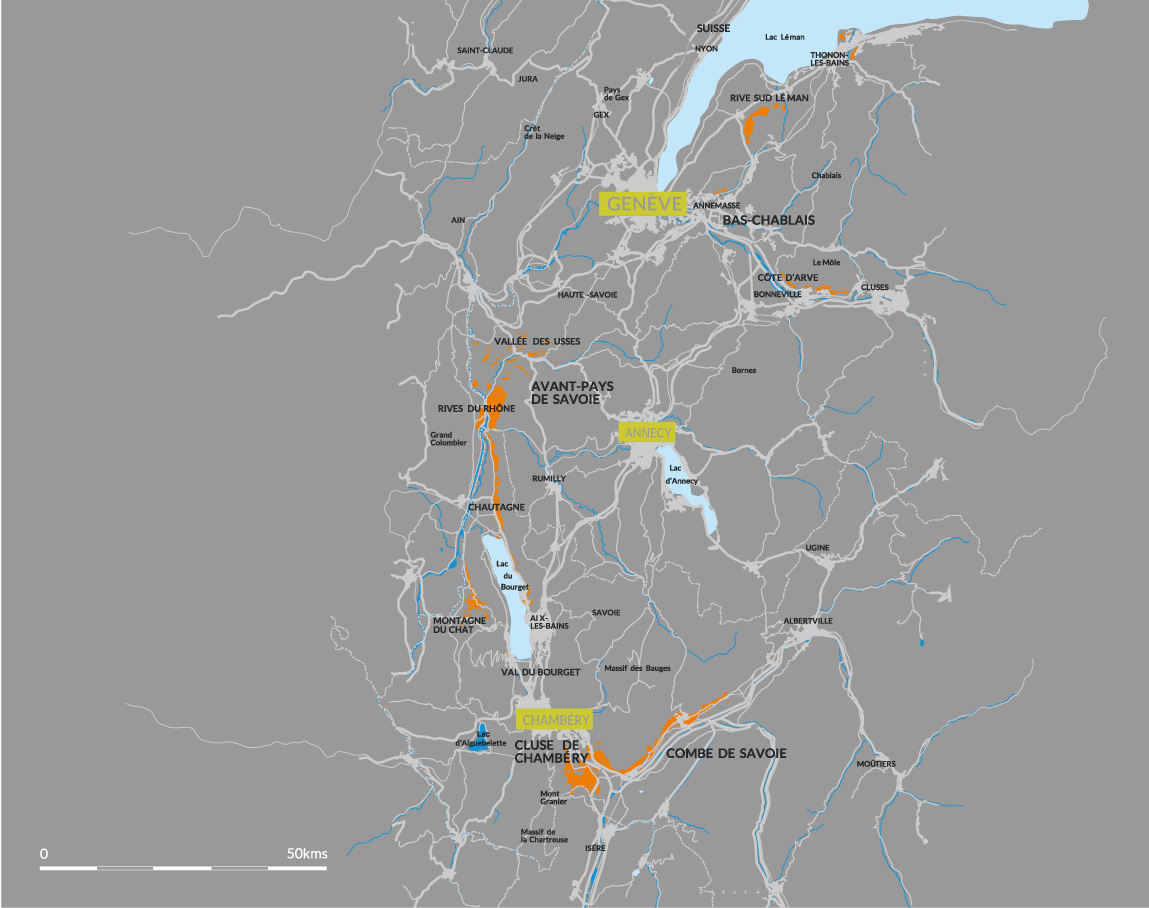 SUISSE
Lac Léman
NYON
SAINT-CLAUDE
THONON-
LES-BAINS
JURA
Pays
de Gex
RIVE SUD LÉMAN
GEX
Crêt
de la Neige
Chablais
GENÈVE
ANNEMASSE
BAS-CHABLAIS
AIN
Le Môle
CÔTE D'ARVE
CLUSES
BONNEVILLE
HAUTE-SAVOIE
VALLÉE DES USSES
Bornes
AVANT-PAYS
DE SAVOIE
RIVES DU RHÔNE
ANNECY
Grand
Colombier
Lac
d'Annecy
RUMILLY
CHAUTAGNE
UGINE
Lac
du
Bourget
SAVOIE
AIX-
LES-BAINS
MONTAGNE
DU CHAT
ALBERTVILLE
VAL DU BOURGET
Massif des Bauges
CHAMBÉRY
Lac
d'Aiguebelette
CLUSE DE
CHAMBÉRY
COMBE DE SAVOIE
MOÛTIERS
Mont
Granier
Massif de
la Chartreuse
ISÈRE
0 50kms